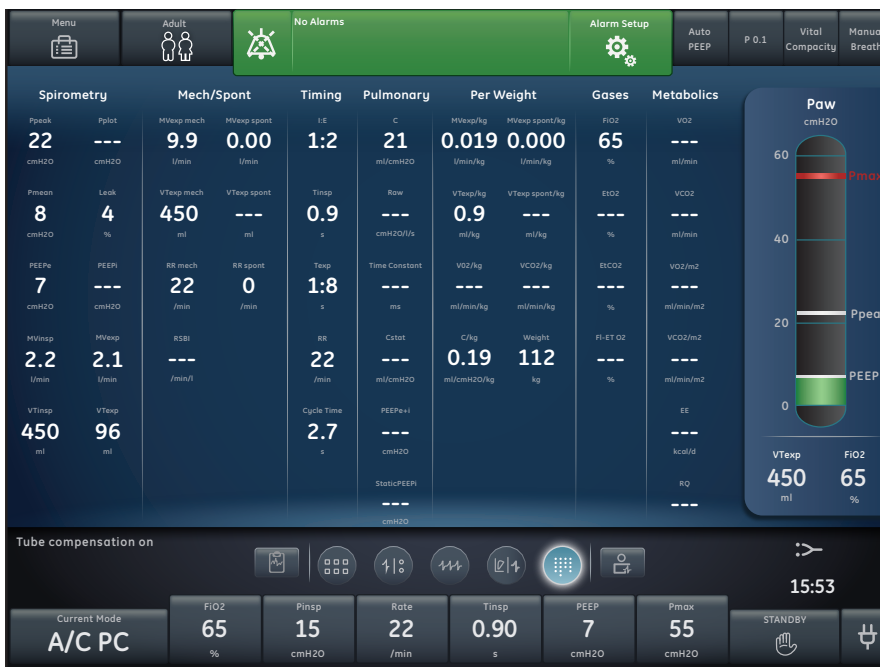 Menu
Adult
No Alarms
Alarm Setup
Auto
PEEP
P 0.1
Vital
Compacity
Manua
Breath
Spirometry
Mech/Spont
Timing
Pulmonary
Per Weight
Gases
Metabolics
Ppeak Pplot MVexp mech MVexp spont I:E C MVexp/kg MVexp spont/kg FiO2 VO2
22 --- 9.9 0.00 1:2 21 0.019 0.000 65 ---
cmH2O cmH2O l/min l/min ml/cmH2O l/min/kg l/min/kg % ml/min
Pmean Leak VTexp mech VTexp spont Tinsp Raw VTexp/kg VTexp spont/kg EtO2 VCO2
8 4 450 --- 0.9 --- 0.9 --- --- ---
cmH2O % ml ml s cmH2O/l/s ml/kg ml/kg % ml/min
PEEPe PEEPi RR mech RR spont Texp Time Constant VO2/kg VCO2/kg EtCO2 VO2/m2
7 --- 22 0 1:8 --- --- --- --- ---
cmH2O cmH2O /min /min s ms ml/min/kg ml/min/kg % ml/min/m2
MVinsp MVexp RSBI RR Cstat C/kg Weight FI-ET O2 VCO2/m2
2.2 2.1 --- 22 --- 0.19 112 --- ---
l/min l/min /min/l /min ml/cmH2O ml/cmH2O/kg kg % ml/min/m2
VTinsp VTexp Cycle Time PEEPe+i EE
450 96 2.7 --- ---
ml ml s cmH2O kcal/d
StaticPEEPi RQ
--- ---
cmH2O
Paw
cmH2O
60
Pmax
40
Ppea
20
PEEP
0
VTexp FiO2
450 65
ml %
Tube compensation on
15:53
Current Mode
A/C PC
FiO2 Pinsp Rate Tinsp PEEP Pmax
65 15 22 0.90 7 55
% cmH2O /min s cmH2O cmH2O
STANDBY